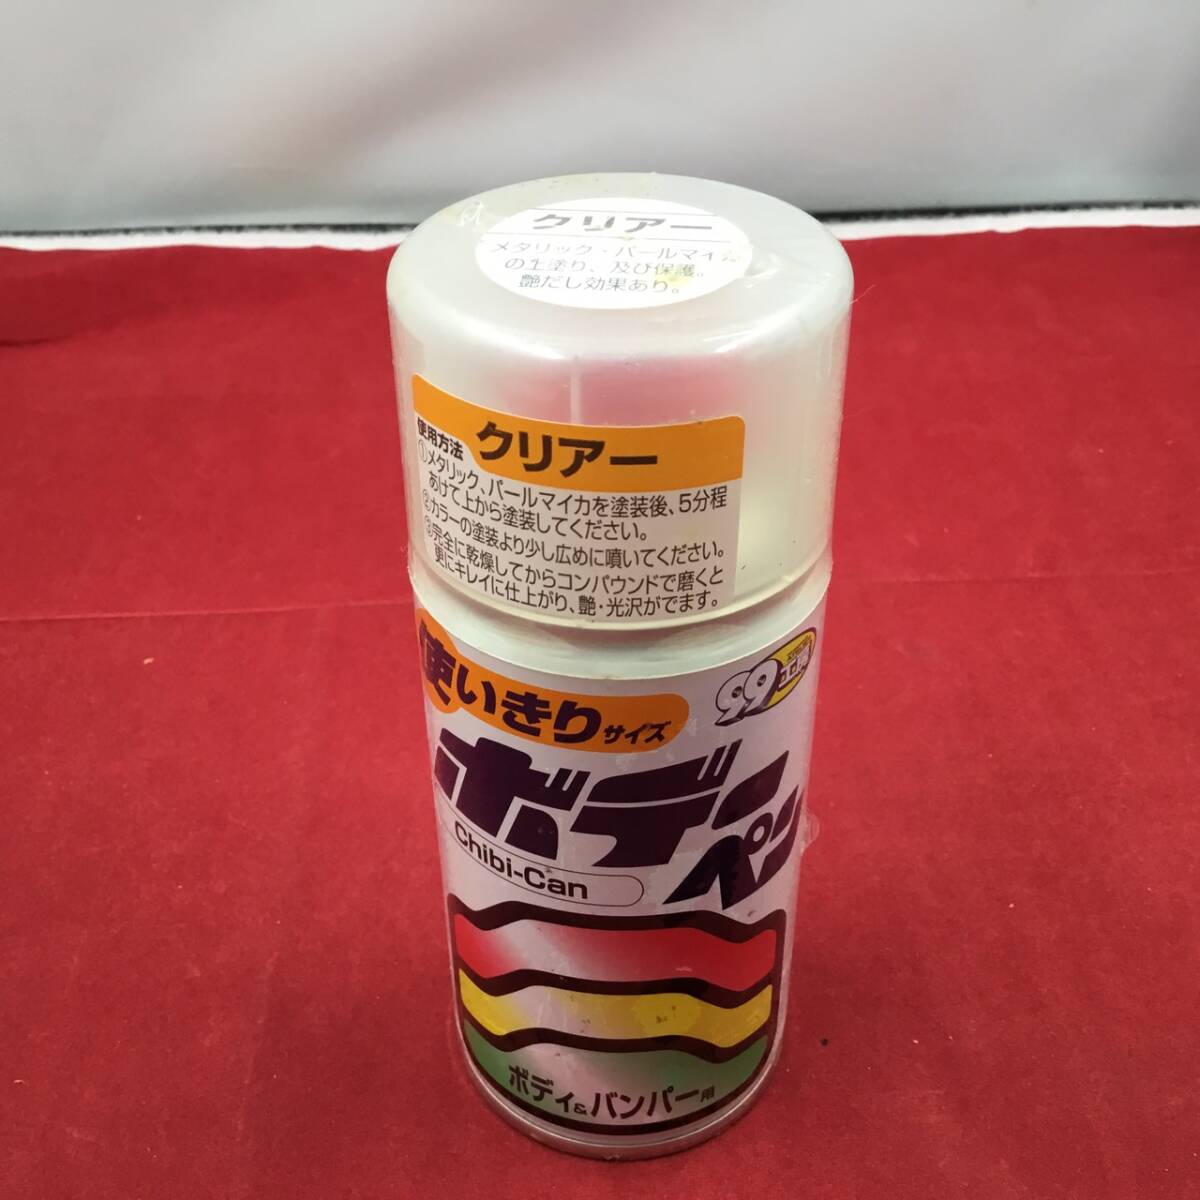 クリアー
メタリック・パールマイカ
の上塗り、及び保護。
艶だし効果あり。
クリアー
使用方法
①メタリック、パールマイカを塗装後、5分程
あけて上から塗装してください。
②カラーの塗装より少し広めに噴いてください。
③完全に乾燥してからコンパウンドで磨くと
更にキレイに仕上がり、艶・光沢がでます。
99工房
使いきりサイズ
ボデー
ペン
Chibi-Can
ボディ&バンパー用